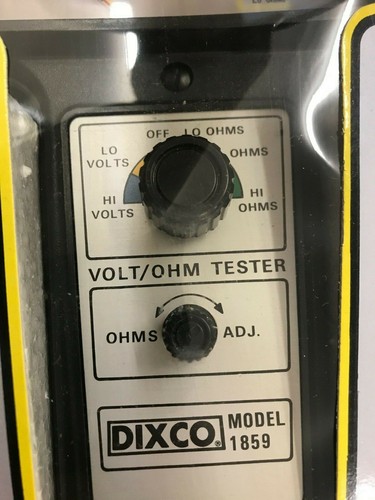 OFF LO OHMS
LO VOLTS
OHMS
HI VOLTS
HI OHMS
VOLT/OHM TESTER
OHMS ADJ.
DIXCO®
MODEL 1859